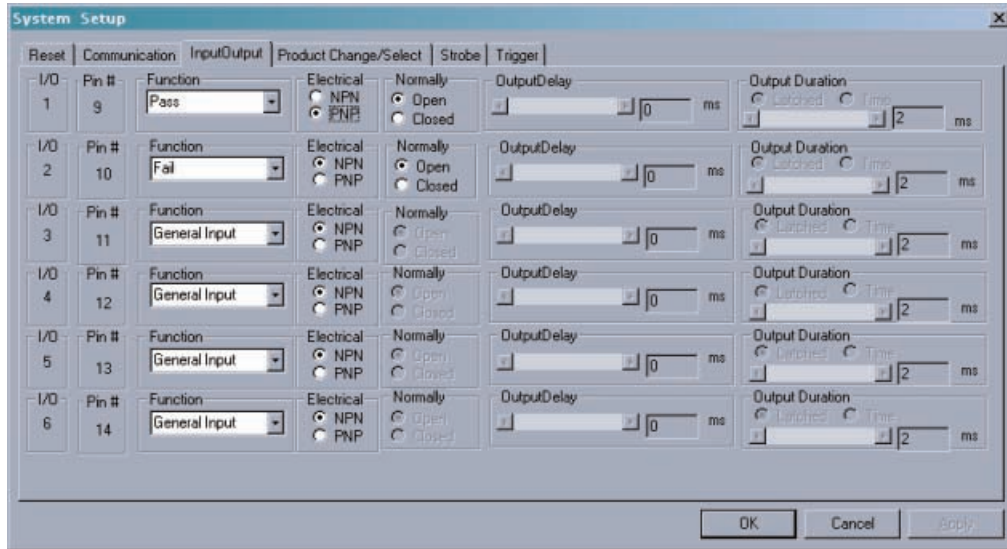 System Setup
Reset Communication InputOutput Product Change/Select Strobe Trigger
I/O Pin # Function Electrical Normally OutputDelay Output Duration
1 9 Pass NPN PNP Open Closed 0 ms Latched Time 2 ms
I/O Pin # Function Electrical Normally OutputDelay Output Duration
2 10 Fail NPN PNP Open Closed 0 ms Latched Time 2 ms
I/O Pin # Function Electrical Normally OutputDelay Output Duration
3 11 General Input NPN PNP Open Closed 0 ms Latched Time 2 ms
I/O Pin # Function Electrical Normally OutputDelay Output Duration
4 12 General Input NPN PNP Open Closed 0 ms Latched Time 2 ms
I/O Pin # Function Electrical Normally OutputDelay Output Duration
5 13 General Input NPN PNP Open Closed 0 ms Latched Time 2 ms
I/O Pin # Function Electrical Normally OutputDelay Output Duration
6 14 General Input NPN PNP Open Closed 0 ms Latched Time 2 ms
OK Cancel Apply